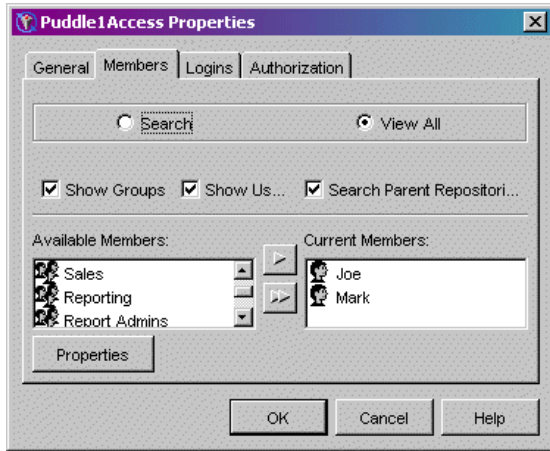 Puddle1Access Properties
General Members Logins Authorization
Search View All
Show Groups Show Us... Search Parent Repositori...
Available Members: Current Members:
Sales Joe
Reporting Mark
Report Admins
Properties
OK Cancel Help